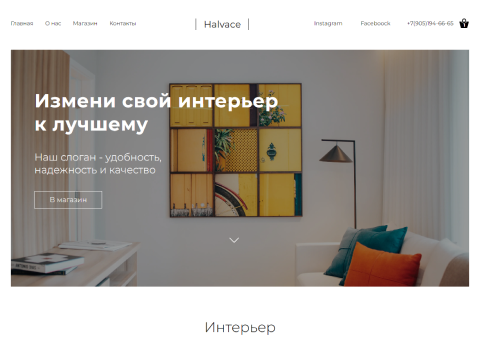 Главная О нас Магазин Контакты | Halvace | Instagram Faceboock +7(905)194-66-65
Измени свой интерьер
к лучшему
Наш слоган - удобность,
надежность и качество
В магазин
Интерьер